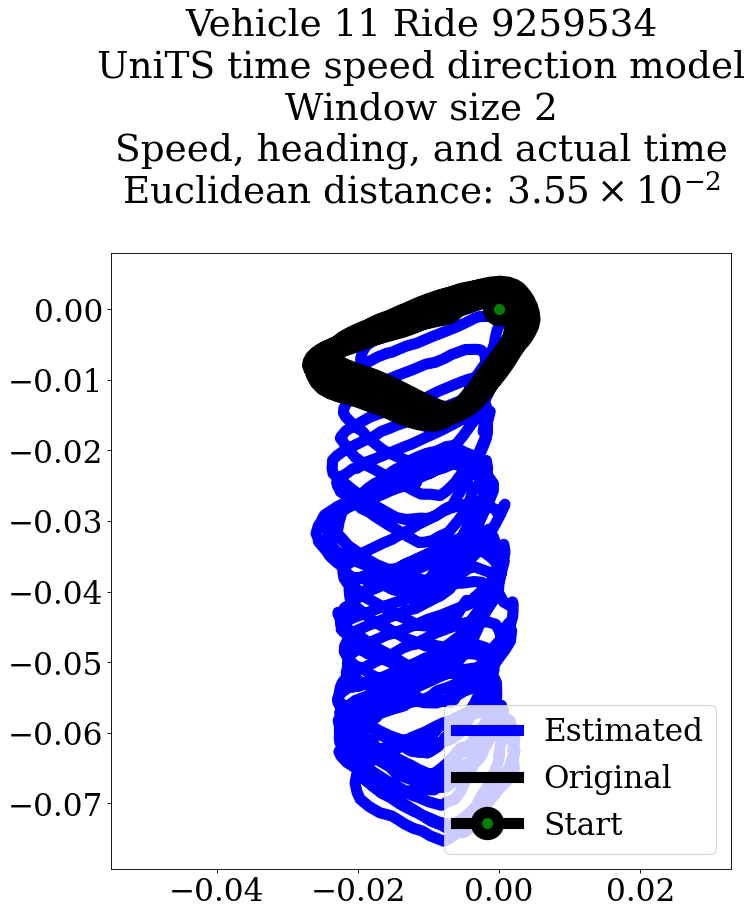 Vehicle 11 Ride 9259534
UniTS time speed direction model
Window size 2
Speed, heading, and actual time
Euclidean distance: 3.55 × 10⁻²
0.00
−0.01
−0.02
−0.03
−0.04
−0.05
−0.06
−0.07
Estimated
Original
Start
−0.04
−0.02
0.00
0.02